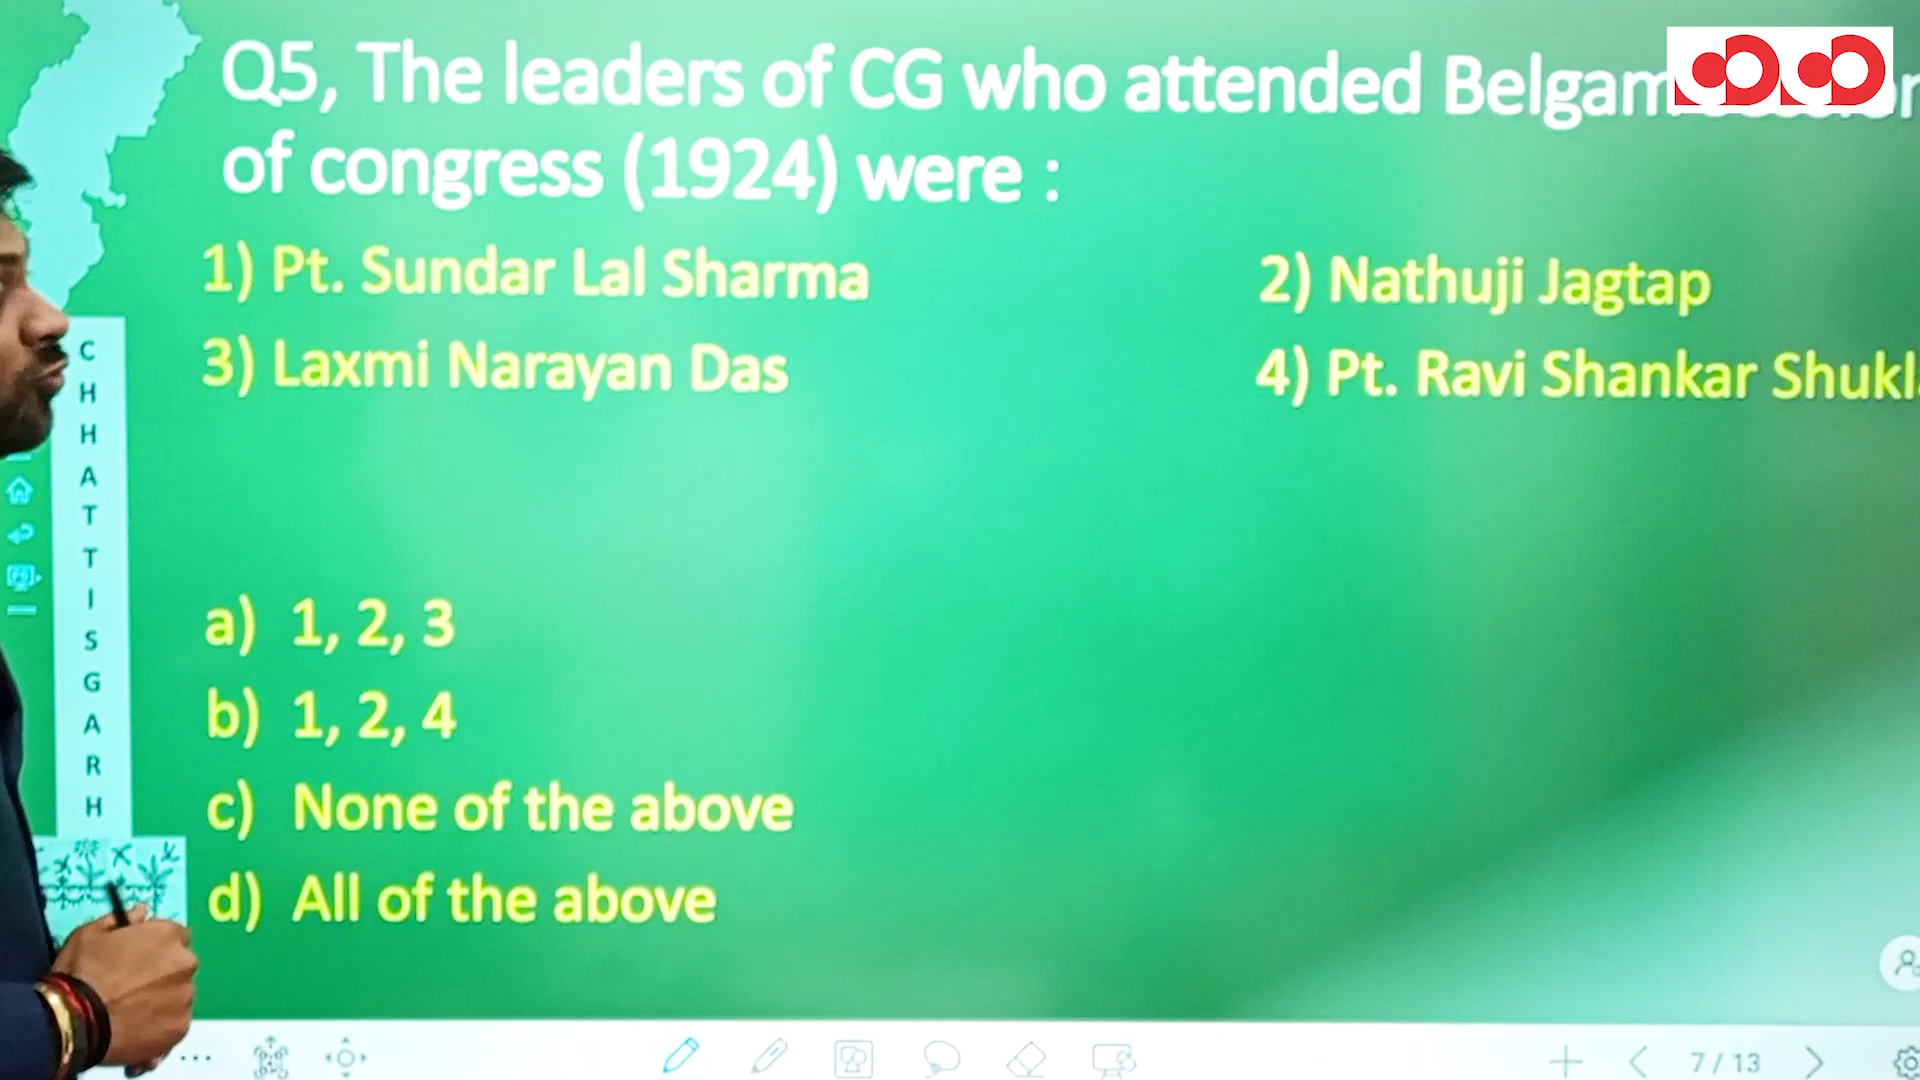 Q5, The leaders of CG who attended Belgam
of congress (1924) were :
1) Pt. Sundar Lal Sharma
2) Nathuji Jagtap
3) Laxmi Narayan Das
4) Pt. Ravi Shankar Shukl
CHHATTISGARH
a) 1, 2, 3
b) 1, 2, 4
c) None of the above
d) All of the above
7 / 13